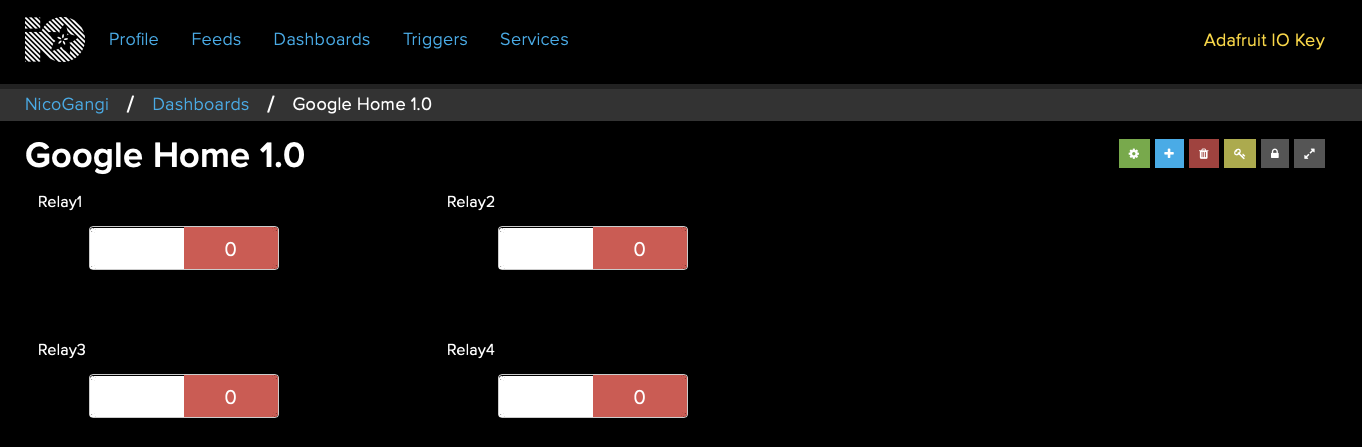 Profile Feeds Dashboards Triggers Services Adafruit IO Key
NicoGangi / Dashboards / Google Home 1.0
Google Home 1.0
Relay1 Relay2
0 0
Relay3 Relay4
0 0